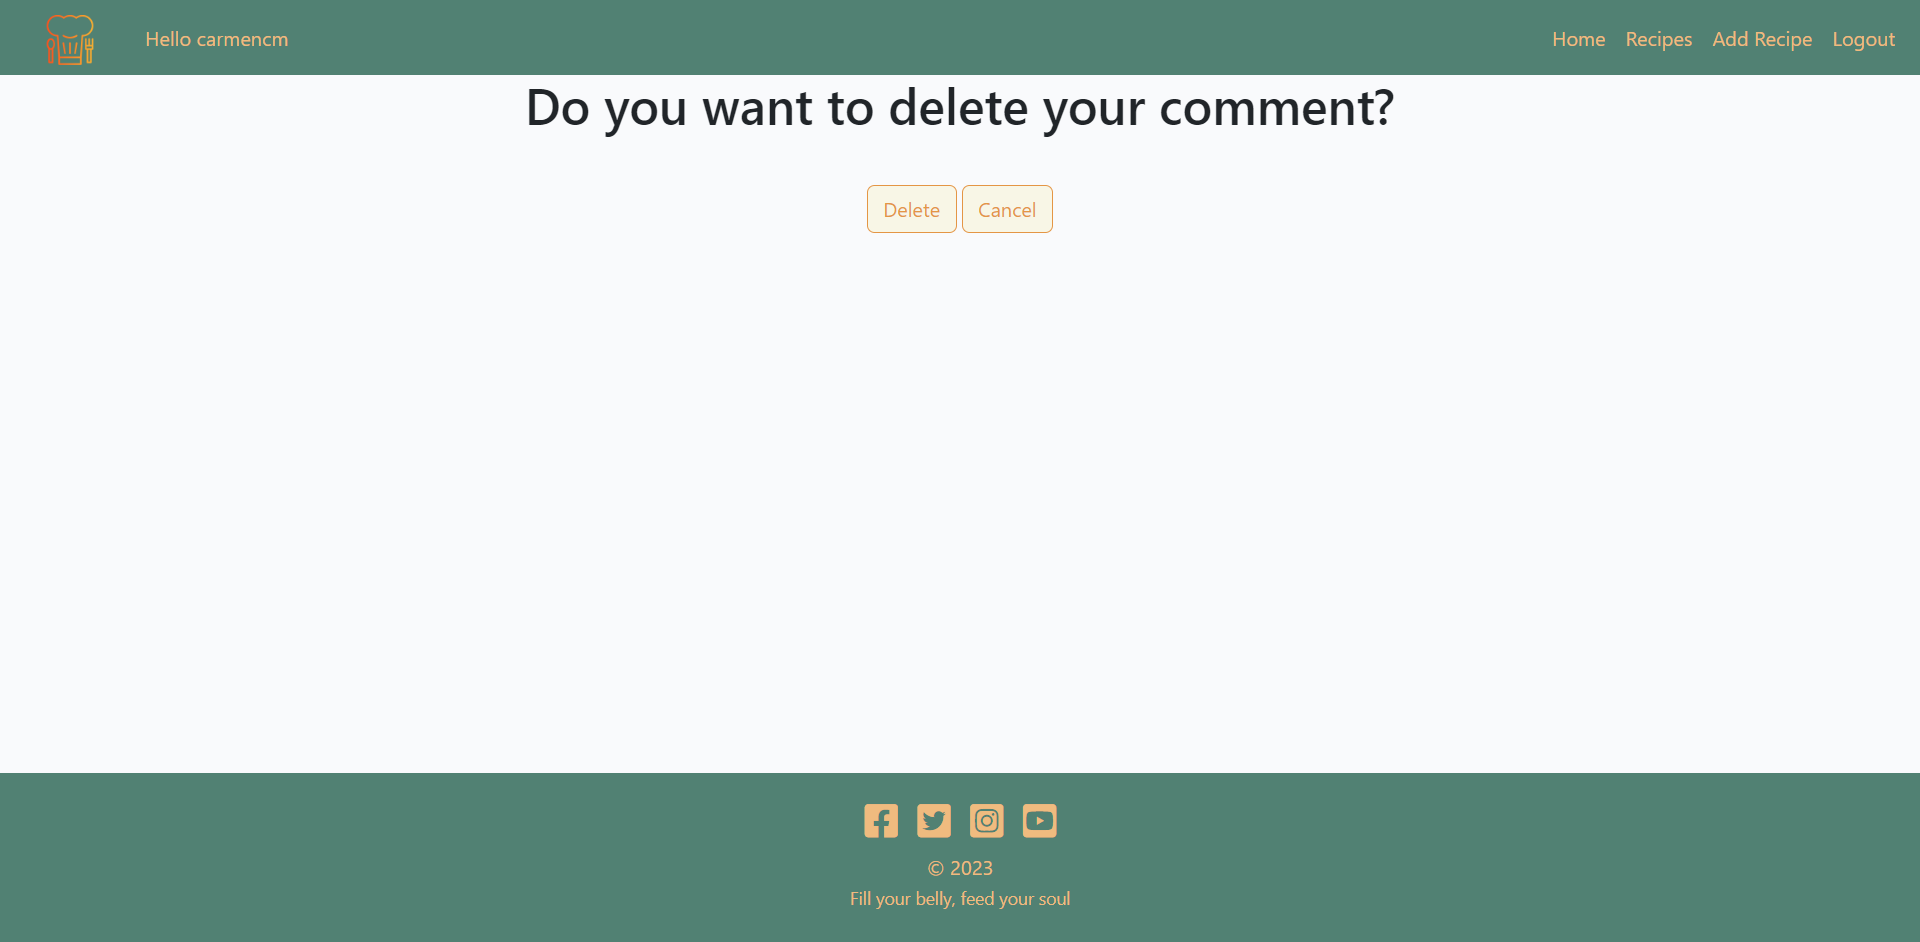 Hello carmencm
Home Recipes Add Recipe Logout
Do you want to delete your comment?
Delete Cancel
© 2023
Fill your belly, feed your soul